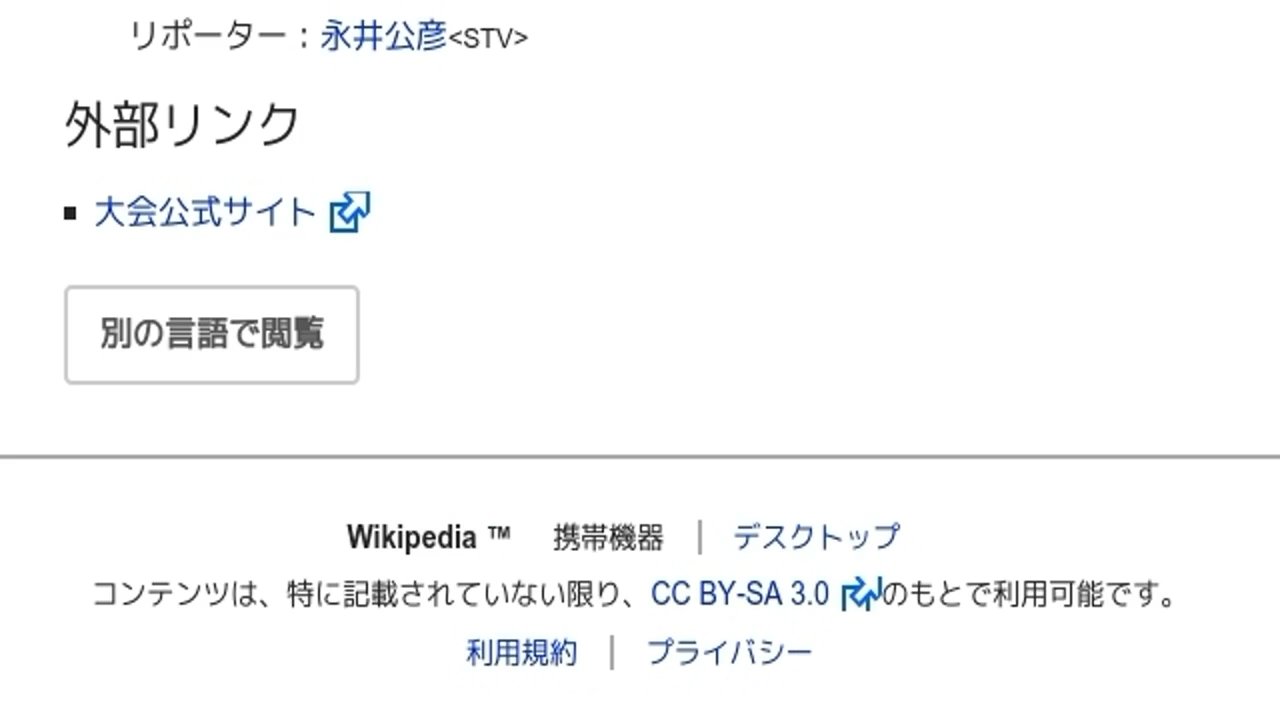 リポーター：永井公彦<STV>
外部リンク
大会公式サイト
別の言語で閲覧
Wikipedia ™ 携帯機器 | デスクトップ
コンテンツは、特に記載されていない限り、CC BY-SA 3.0 のもとで利用可能です。
利用規約 | プライバシー